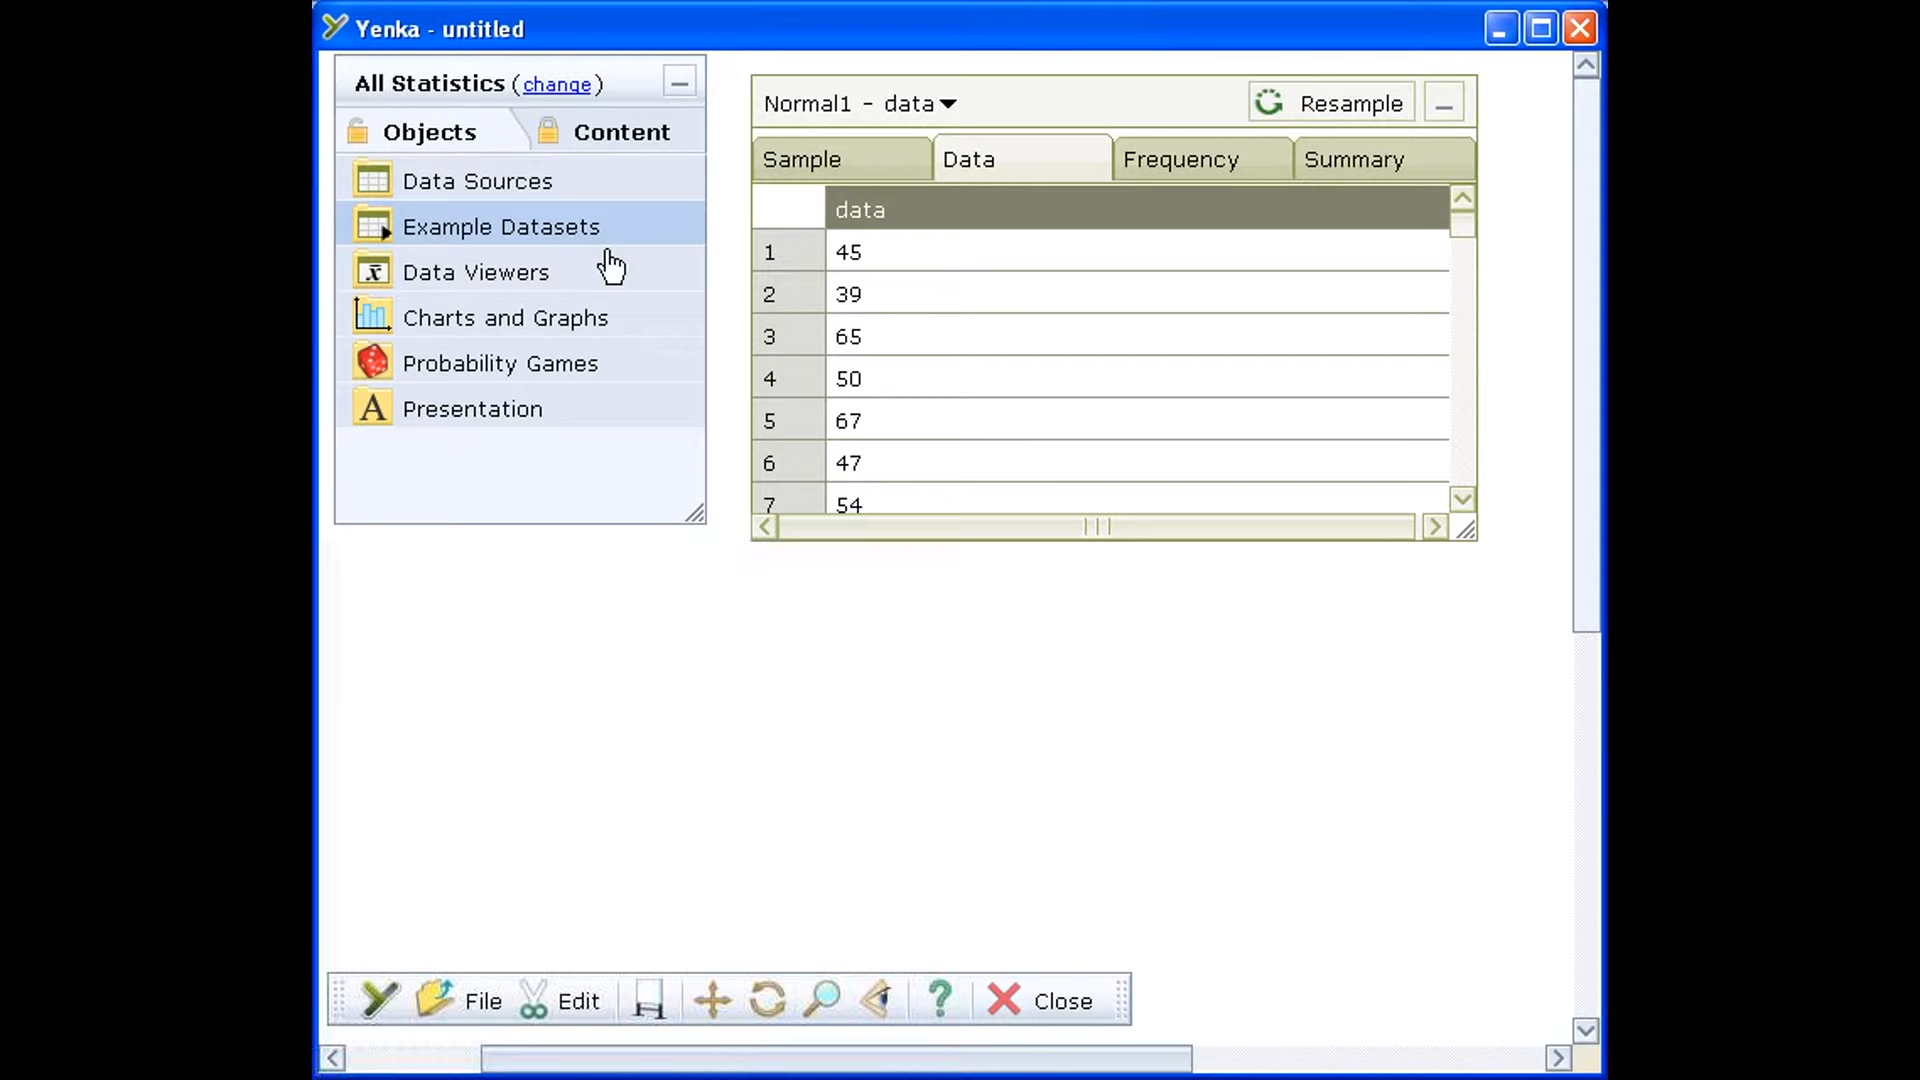 Yenka - untitled
All Statistics (change)
Objects
Content
Data Sources
Example Datasets
Data Viewers
Charts and Graphs
Probability Games
A Presentation
Normal1 - data
Resample
Sample
Data
Frequency
Summary
data
1 45
2 39
3 65
4 50
5 67
6 47
7 54
File
Edit
?
Close